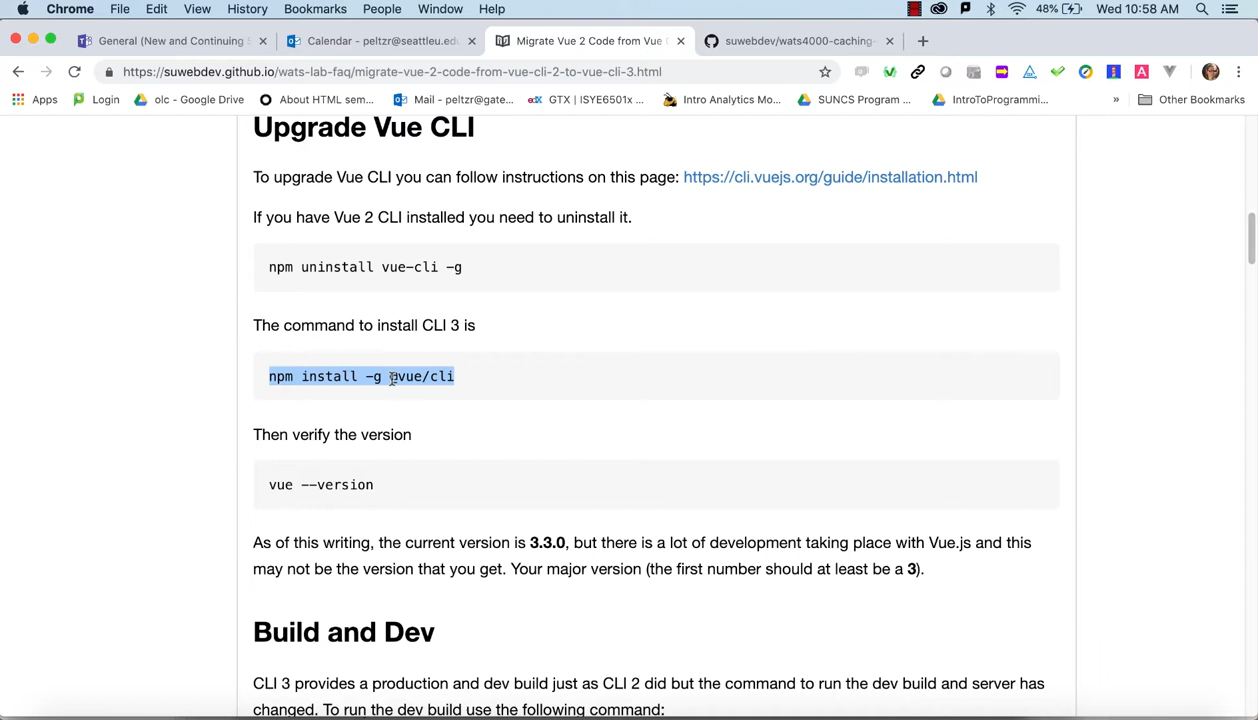 Chrome File Edit View History Bookmarks People Window Help 48% Wed 10:58 AM
General (New and Continuing
Calendar - peltzr@seattleu.ed
Migrate Vue 2 Code from Vue
suwebdev/wats4000-caching-
https://suwebdev.github.io/wats-lab-faq/migrate-vue-2-code-from-vue-cli-2-to-vue-cli-3.html
Apps Login olc - Google Drive About HTML sem... Mail - peltzr@gate... GTX | ISYE6501x ... Intro Analytics Mo... SUNCS Program ... IntroToProgrammi... » Other Bookmarks
Upgrade Vue CLI
To upgrade Vue CLI you can follow instructions on this page: https://cli.vuejs.org/guide/installation.html
If you have Vue 2 CLI installed you need to uninstall it.
npm uninstall vue-cli -g
The command to install CLI 3 is
npm install -g @vue/cli
Then verify the version
vue --version
As of this writing, the current version is 3.3.0, but there is a lot of development taking place with Vue.js and this
may not be the version that you get. Your major version (the first number should at least be a 3).
Build and Dev
CLI 3 provides a production and dev build just as CLI 2 did but the command to run the dev build and server has
changed. To run the dev build use the following command: